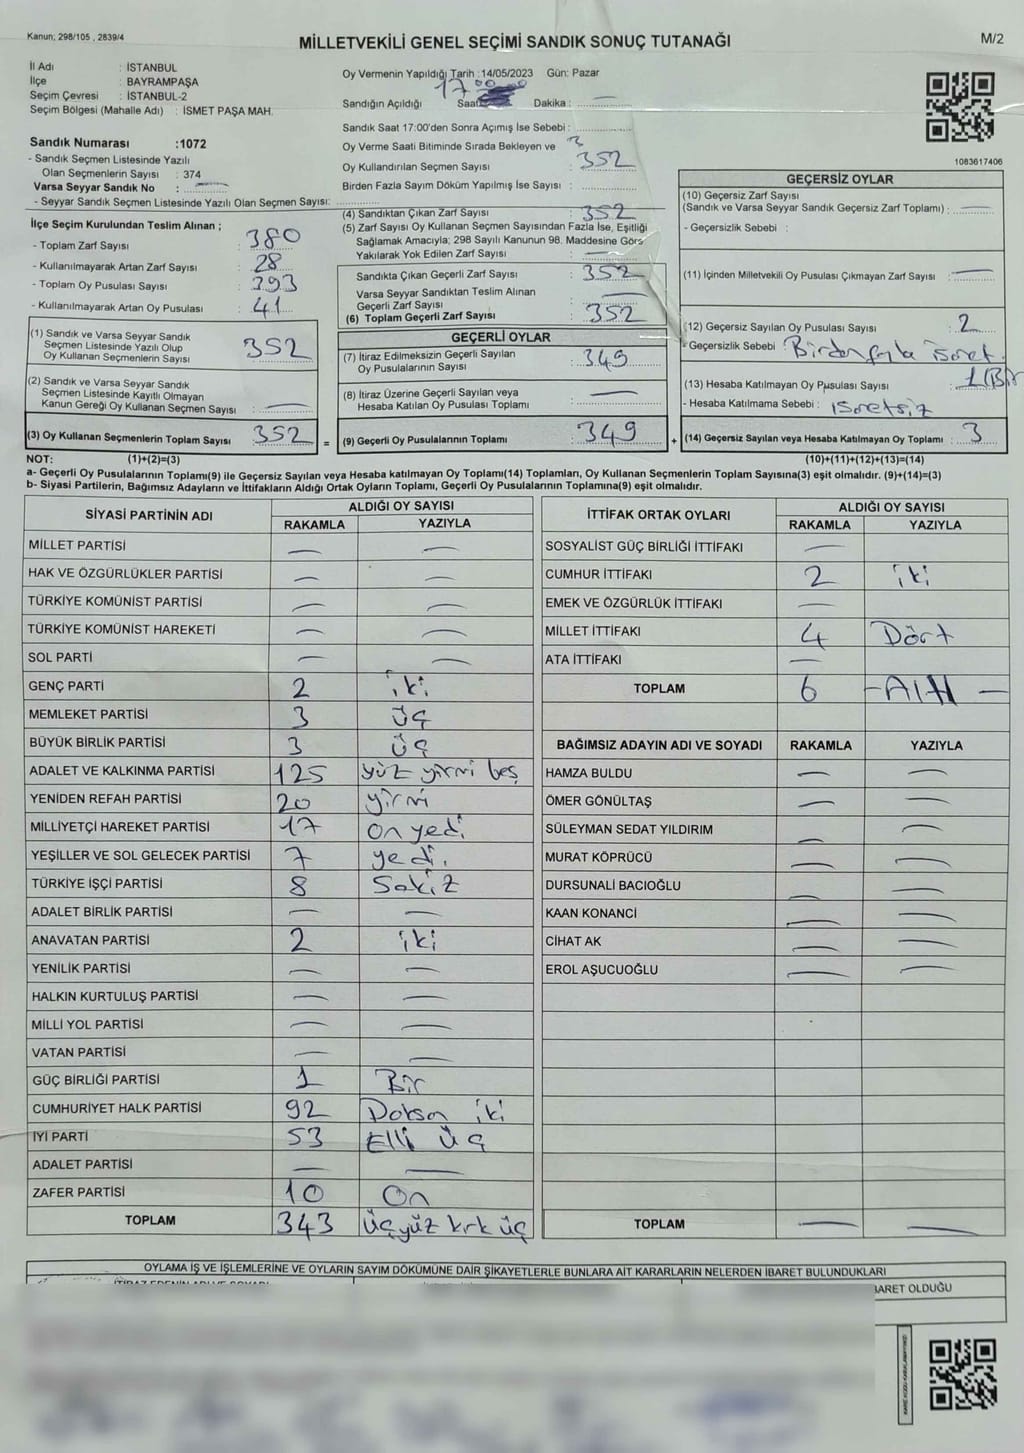 Kanun; 298/105 , 2839/4
MİLLETVEKİLİ GENEL SEÇİMİ SANDIK SONUÇ TUTANAĞI
M/2
İl Adı : İSTANBUL
İlçe : BAYRAMPAŞA
Seçim Çevresi : İSTANBUL-2
Seçim Bölgesi (Mahalle Adı) : İSMET PAŞA MAH.
Sandık Numarası :1072
- Sandık Seçmen Listesinde Yazılı
Olan Seçmenlerin Sayısı : 374
Varsa Seyyar Sandık No : —
- Seyyar Sandık Seçmen Listesinde Yazılı Olan Seçmen Sayısı:
İlçe Seçim Kurulundan Teslim Alınan ;
- Toplam Zarf Sayısı : 380
- Kullanılmayarak Artan Zarf Sayısı : 28
- Toplam Oy Pusulası Sayısı : 393
- Kullanılmayarak Artan Oy Pusulası : 41
(1) Sandık ve Varsa Seyyar Sandık
Seçmen Listesinde Yazılı Olup
Oy Kullanan Seçmenlerin Sayısı : 352
(2) Sandık ve Varsa Seyyar Sandık
Seçmen Listesinde Kayıtlı Olmayan
Kanun Gereği Oy Kullanan Seçmen Sayısı : —
(3) Oy Kullanan Seçmenlerin Toplam Sayısı : 352 =
Oy Vermenin Yapıldığı Tarih :14/05/2023 Gün: Pazar
17 00
Sandığın Açıldığı Saat Dakika : —
Sandık Saat 17:00'den Sonra Açımış İse Sebebi :
Oy Verme Saati Bitiminde Sırada Bekleyen ve 3
Oy Kullandırılan Seçmen Sayısı : 352
Birden Fazla Sayım Döküm Yapılmış İse Sayısı :
(4) Sandıktan Çıkan Zarf Sayısı : 352
(5) Zarf Sayısı Oy Kullanan Seçmen Sayısından Fazla İse, Eşitliği
Sağlamak Amacıyla; 298 Sayılı Kanunun 98. Maddesine Göre
Yakılarak Yok Edilen Zarf Sayısı : —
Sandıkta Çıkan Geçerli Zarf Sayısı : 352
Varsa Seyyar Sandıktan Teslim Alınan
Geçerli Zarf Sayısı : —
(6) Toplam Geçerli Zarf Sayısı : 352
GEÇERLİ OYLAR
(7) İtiraz Edilmeksizin Geçerli Sayılan
Oy Pusulalarının Sayısı : 349
(8) İtiraz Üzerine Geçerli Sayılan veya
Hesaba Katılan Oy Pusulası Toplamı : —
(9) Geçerli Oy Pusulalarının Toplamı : 349 +
1083617406
GEÇERSİZ OYLAR
(10) Geçersiz Zarf Sayısı
(Sandık ve Varsa Seyyar Sandık Geçersiz Zarf Toplamı) : —
- Geçersizlik Sebebi :
(11) İçinden Milletvekili Oy Pusulası Çıkmayan Zarf Sayısı : —
(12) Geçersiz Sayılan Oy Pusulası Sayısı : 2
- Geçersizlik Sebebi : Birden fazla işaret
(13) Hesaba Katılmayan Oy Pusulası Sayısı : 1 (Bir
- Hesaba Katılmama Sebebi : işaretsiz
(14) Geçersiz Sayılan veya Hesaba Katılmayan Oy Toplamı : 3
NOT: (1)+(2)=(3) (10)+(11)+(12)+(13)=(14)
a- Geçerli Oy Pusulalarının Toplamı(9) ile Geçersiz Sayılan veya Hesaba katılmayan Oy Toplamı(14) Toplamları, Oy Kullanan Seçmenlerin Toplam Sayısına(3) eşit olmalıdır. (9)+(14)=(3)
b- Siyasi Partilerin, Bağımsız Adayların ve İttifakların Aldığı Ortak Oyların Toplamı, Geçerli Oy Pusulalarının Toplamına(9) eşit olmalıdır.
SİYASİ PARTİNİN ADI ALDIĞI OY SAYISI
RAKAMLA YAZIYLA
MİLLET PARTİSİ — —
HAK VE ÖZGÜRLÜKLER PARTİSİ — —
TÜRKİYE KOMÜNİST PARTİSİ — —
TÜRKİYE KOMÜNİST HAREKETİ — —
SOL PARTİ — —
GENÇ PARTİ 2 iki
MEMLEKET PARTİSİ 3 üç
BÜYÜK BİRLİK PARTİSİ 3 üç
ADALET VE KALKINMA PARTİSİ 125 yüz yirmi beş
YENİDEN REFAH PARTİSİ 20 yirmi
MİLLİYETÇİ HAREKET PARTİSİ 17 on yedi
YEŞİLLER VE SOL GELECEK PARTİSİ 7 yedi
TÜRKİYE İŞÇİ PARTİSİ 8 Sekiz
ADALET BİRLİK PARTİSİ — —
ANAVATAN PARTİSİ 2 iki
YENİLİK PARTİSİ — —
HALKIN KURTULUŞ PARTİSİ — —
MİLLİ YOL PARTİSİ — —
VATAN PARTİSİ — —
GÜÇ BİRLİĞİ PARTİSİ 1 Bir
CUMHURİYET HALK PARTİSİ 92 Doksan iki
İYİ PARTİ 53 Elli üç
ADALET PARTİSİ — —
ZAFER PARTİSİ 10 On
TOPLAM 343 üçyüz kırk üç
İTTİFAK ORTAK OYLARI ALDIĞI OY SAYISI
RAKAMLA YAZIYLA
SOSYALİST GÜÇ BİRLİĞİ İTTİFAKI —
CUMHUR İTTİFAKI 2 iki
EMEK VE ÖZGÜRLÜK İTTİFAKI —
MİLLET İTTİFAKI 4 Dört
ATA İTTİFAKI —
TOPLAM 6 — Altı —
BAĞIMSIZ ADAYIN ADI VE SOYADI RAKAMLA YAZIYLA
HAMZA BULDU — —
ÖMER GÖNÜLTAŞ — —
SÜLEYMAN SEDAT YILDIRIM — —
MURAT KÖPRÜCÜ — —
DURSUNALİ BACIOĞLU — —
KAAN KONANCİ — —
CİHAT AK — —
EROL AŞUCUOĞLU — —
TOPLAM — —
OYLAMA İŞ VE İŞLEMLERİNE VE OYLARIN SAYIM DÖKÜMÜNE DAİR ŞİKAYETLERLE BUNLARA AİT KARARLARIN NELERDEN İBARET BULUNDUKLARI
İTİRAZ EDENİN ADI VE SOYADI
İBARET OLDUĞU